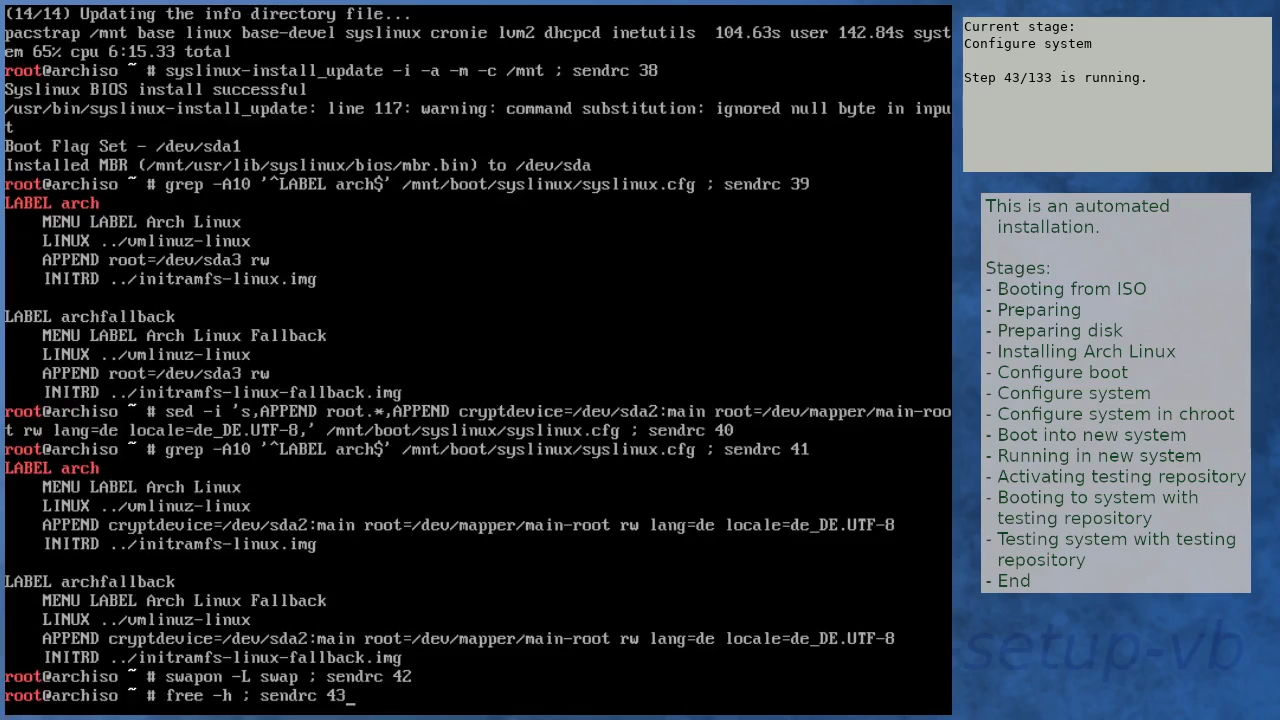 (14/14) Updating the info directory file...
pacstrap /mnt base linux base-devel syslinux cronie lvm2 dhcpcd inetutils  104.63s user 142.84s syst
em 65% cpu 6:15.33 total
root@archiso ~ # syslinux-install_update -i -a -m -c /mnt ; sendrc 38
Syslinux BIOS install successful
/usr/bin/syslinux-install_update: line 117: warning: command substitution: ignored null byte in inpu
t
Boot Flag Set - /dev/sda1
Installed MBR (/mnt/usr/lib/syslinux/bios/mbr.bin) to /dev/sda
root@archiso ~ # grep -A10 '^LABEL arch$' /mnt/boot/syslinux/syslinux.cfg ; sendrc 39
LABEL arch
    MENU LABEL Arch Linux
    LINUX ../vmlinuz-linux
    APPEND root=/dev/sda3 rw
    INITRD ../initramfs-linux.img

LABEL archfallback
    MENU LABEL Arch Linux Fallback
    LINUX ../vmlinuz-linux
    APPEND root=/dev/sda3 rw
    INITRD ../initramfs-linux-fallback.img
root@archiso ~ # sed -i 's,APPEND root.*,APPEND cryptdevice=/dev/sda2:main root=/dev/mapper/main-roo
t rw lang=de locale=de_DE.UTF-8,' /mnt/boot/syslinux/syslinux.cfg ; sendrc 40
root@archiso ~ # grep -A10 '^LABEL arch$' /mnt/boot/syslinux/syslinux.cfg ; sendrc 41
LABEL arch
    MENU LABEL Arch Linux
    LINUX ../vmlinuz-linux
    APPEND cryptdevice=/dev/sda2:main root=/dev/mapper/main-root rw lang=de locale=de_DE.UTF-8
    INITRD ../initramfs-linux.img

LABEL archfallback
    MENU LABEL Arch Linux Fallback
    LINUX ../vmlinuz-linux
    APPEND cryptdevice=/dev/sda2:main root=/dev/mapper/main-root rw lang=de locale=de_DE.UTF-8
    INITRD ../initramfs-linux-fallback.img
root@archiso ~ # swapon -L swap ; sendrc 42
root@archiso ~ # free -h ; sendrc 43_
Current stage:
Configure system

Step 43/133 is running.
This is an automated
installation.

Stages:
- Booting from ISO
- Preparing
- Preparing disk
- Installing Arch Linux
- Configure boot
- Configure system
- Configure system in chroot
- Boot into new system
- Running in new system
- Activating testing repository
- Booting to system with
testing repository
- Testing system with testing
repository
- End
setup-vb